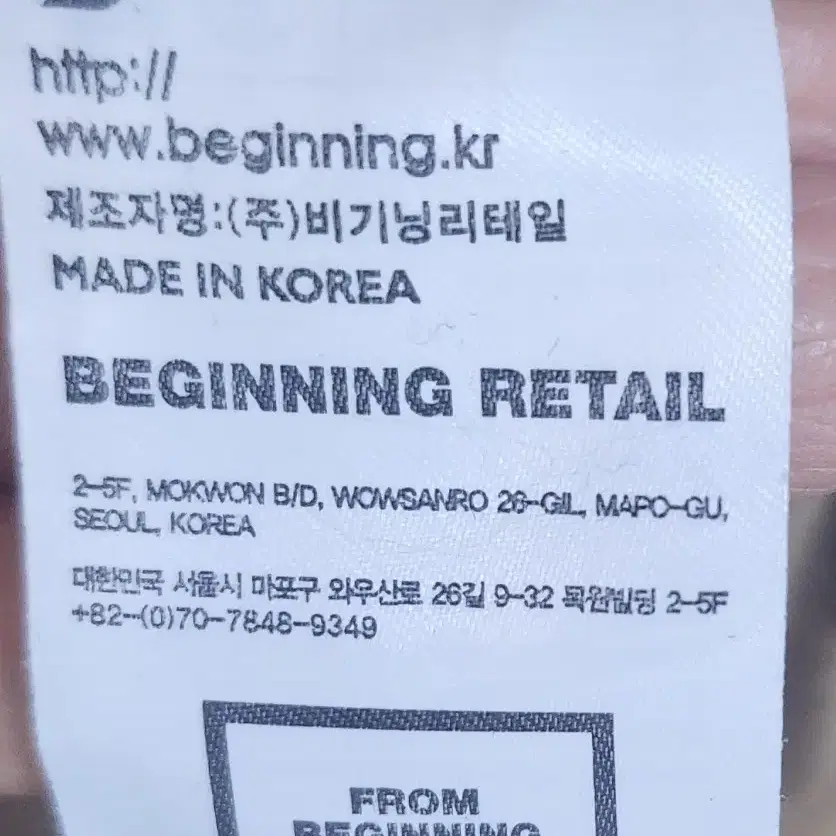 http://
www.beginning.kr
제조자명:(주)비기닝리테일
MADE IN KOREA
BEGINNING RETAIL
2-5F, MOKWON B/D, WOWSANRO 26-GIL, MAPO-GU,
SEOUL, KOREA
대한민국 서울시 마포구 와우산로 26길 9-32 목원빌딩 2-5F
+82-(0)70-7848-9349
FROM
BEGINNING